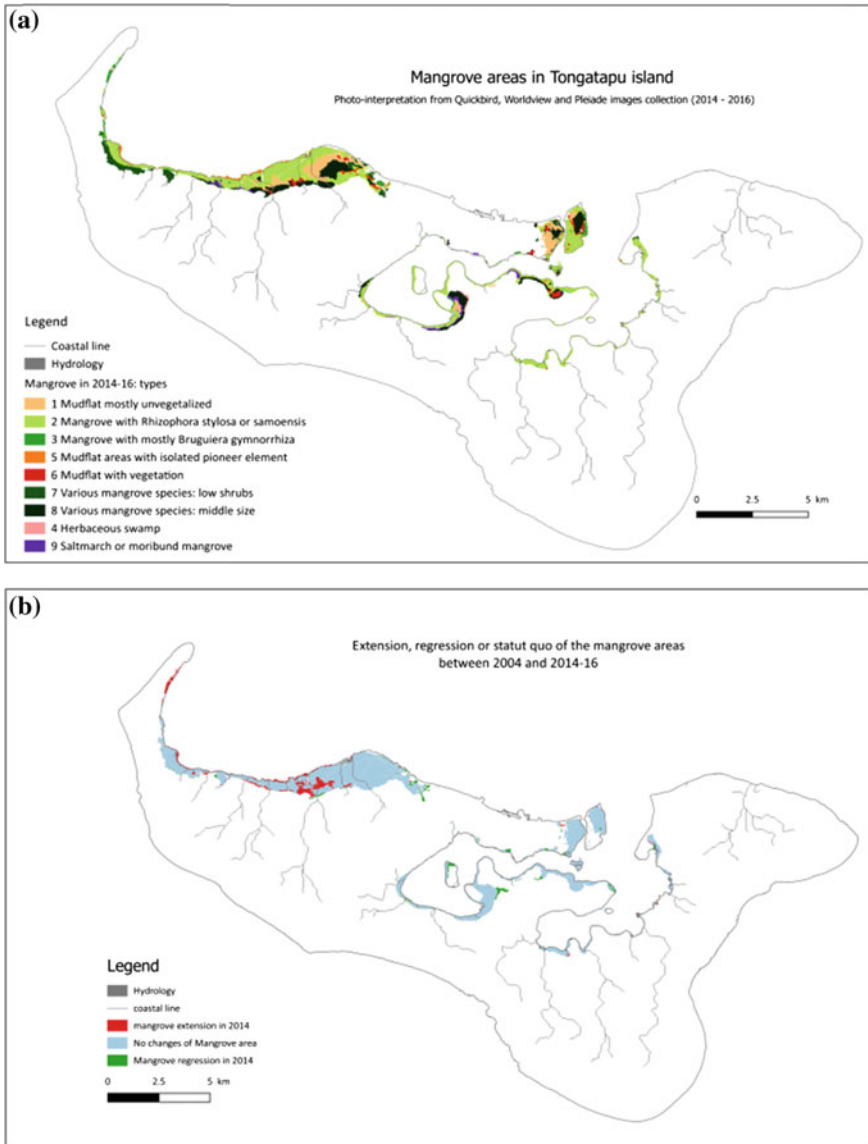 (a)
Mangrove areas in Tongatapu island
Photo-interpretation from Quickbird, Worldview and Pleiade images collection (2014 - 2016)
Legend
Coastal line
Hydrology
Mangrove in 2014-16: types
1 Mudflat mostly unvegetalized
2 Mangrove with Rhizophora stylosa or samoensis
3 Mangrove with mostly Bruguiera gymnorrhiza
5 Mudflat areas with isolated pioneer element
6 Mudflat with vegetation
7 Various mangrove species: low shrubs
8 Various mangrove species: middle size
4 Herbaceous swamp
9 Saltmarch or moribund mangrove
0 2.5 5 km
(b)
Extension, regression or statut quo of the mangrove areas
between 2004 and 2014-16
Legend
Hydrology
coastal line
mangrove extension in 2014
No changes of Mangrove area
Mangrove regression in 2014
0 2.5 5 km